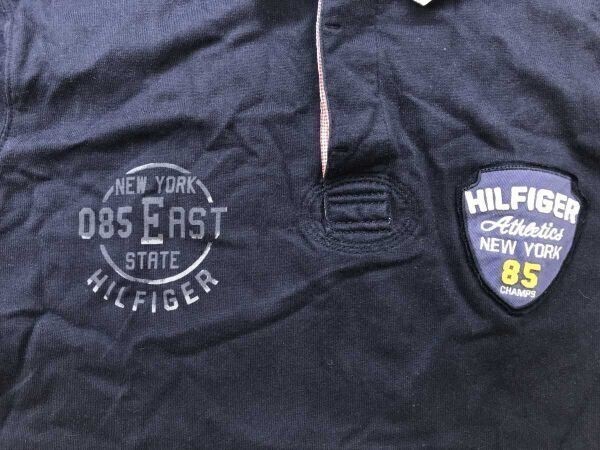 NEW YORK
085 EAST
STATE
HILFIGER
HILFIGER
Athletics
NEW YORK
85
CHAMPS